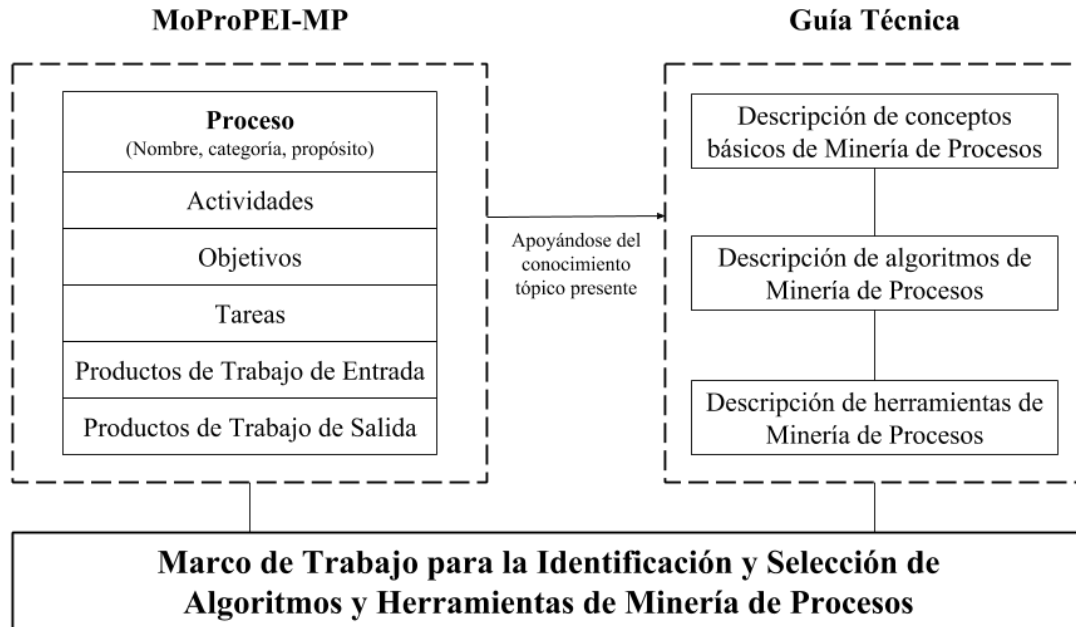 MoProPEI-MP
Proceso
(Nombre, categoría, propósito)
Actividades
Objetivos
Tareas
Productos de Trabajo de Entrada
Productos de Trabajo de Salida
Apoyándose del
conocimiento
tópico presente
Guía Técnica
Descripción de conceptos
básicos de Minería de Procesos
Descripción de algoritmos de
Minería de Procesos
Descripción de herramientas de
Minería de Procesos
Marco de Trabajo para la Identificación y Selección de
Algoritmos y Herramientas de Minería de Procesos